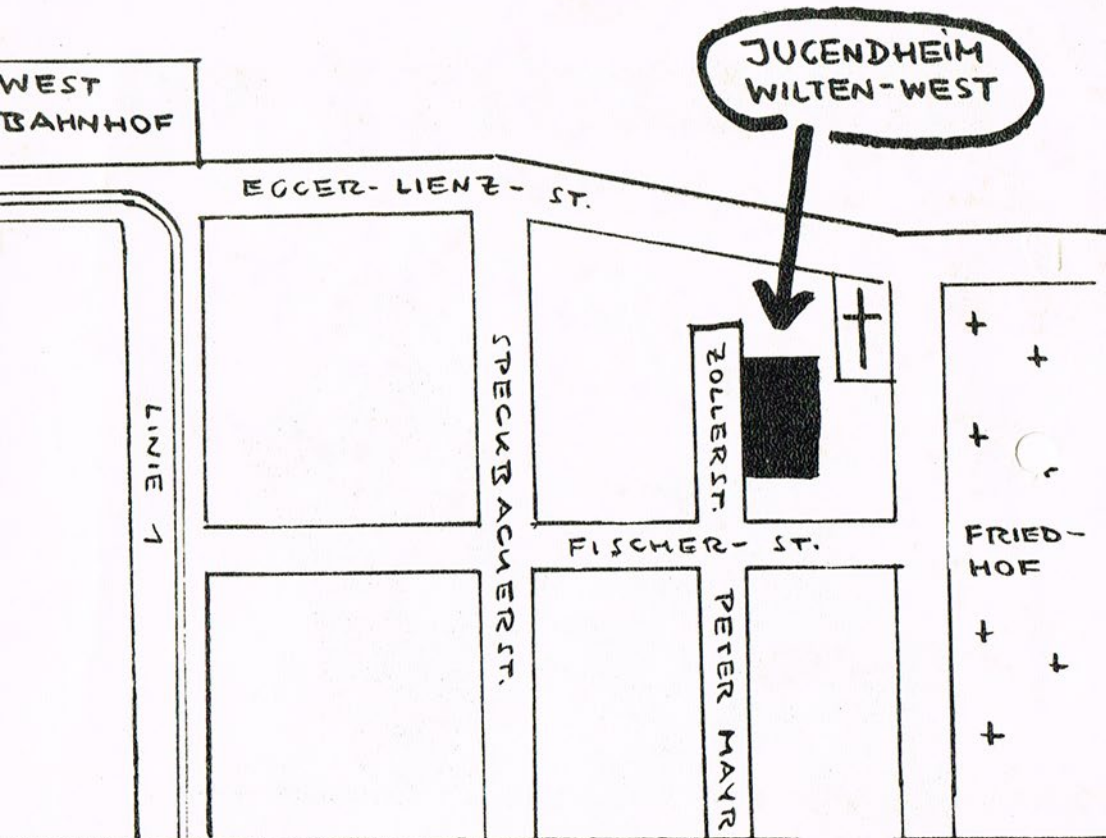 JUGENDHEIM
WILTEN-WEST
WEST
BAHNHOF
EGGER-LIENZ-ST.
LINIE 1
SPECKBACHERST.
ZOLLERST.
FISCHER-ST.
PETER MAYR
FRIED-
HOF